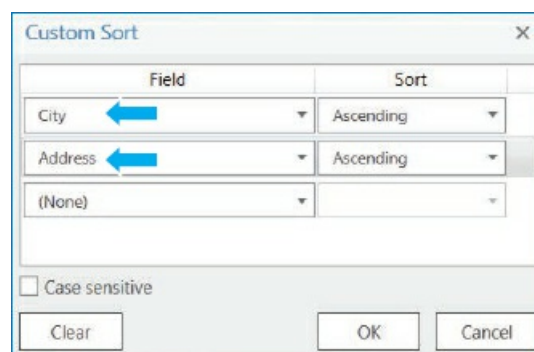 Custom Sort
Field Sort
City Ascending
Address Ascending
(None)
Case sensitive
Clear OK Cancel